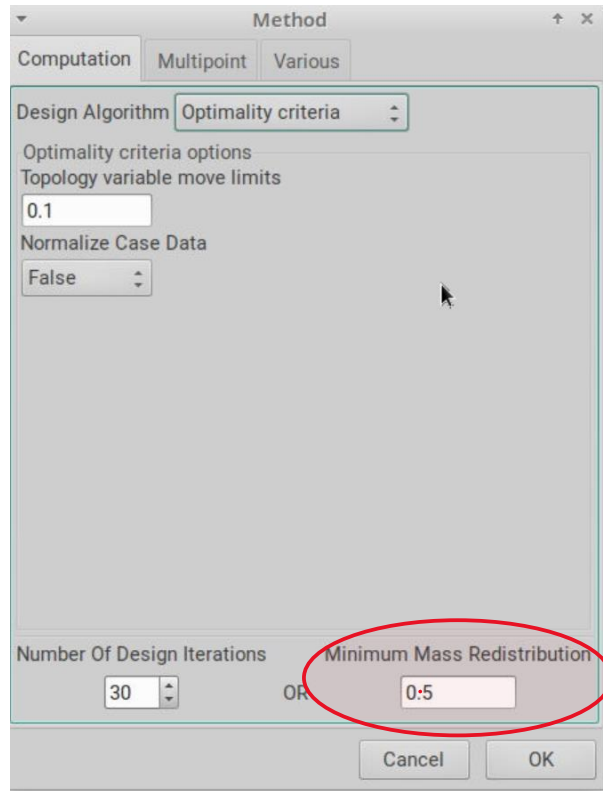 Method
Computation Multipoint Various
Design Algorithm Optimality criteria
Optimality criteria options
Topology variable move limits
0.1
Normalize Case Data
False
Number Of Design Iterations Minimum Mass Redistribution
30 OR 0.5
Cancel OK